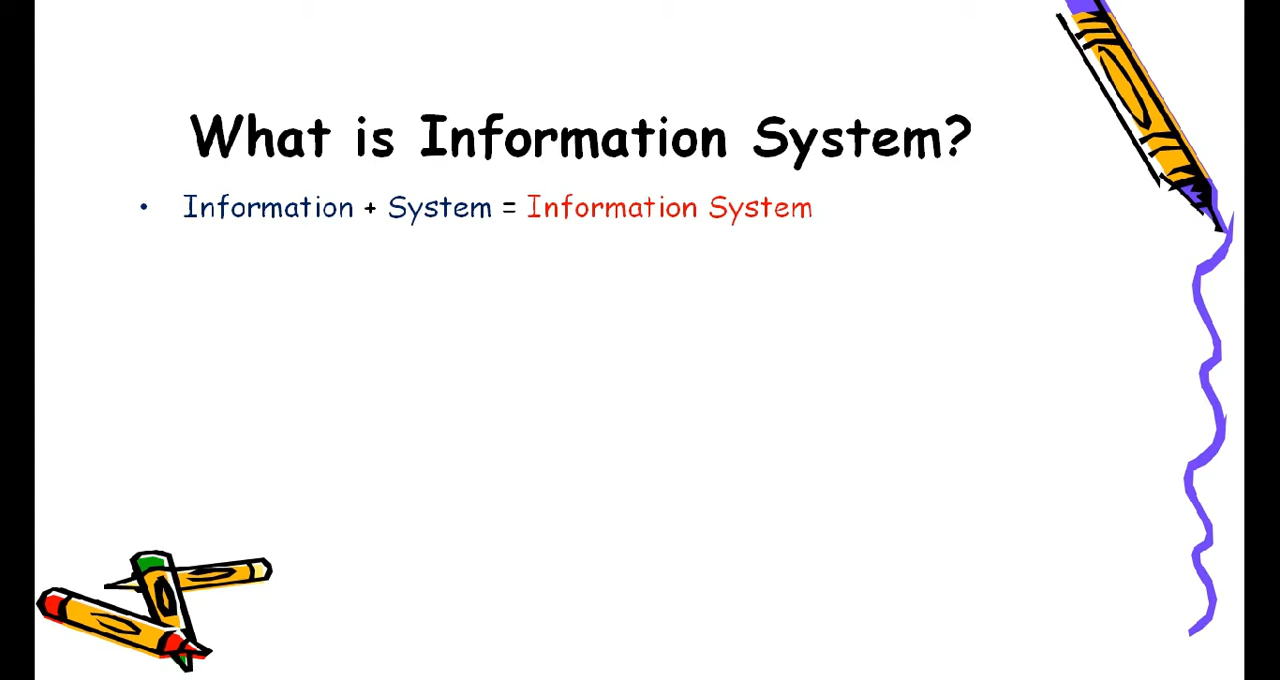 What is Information System?
• Information + System = Information System